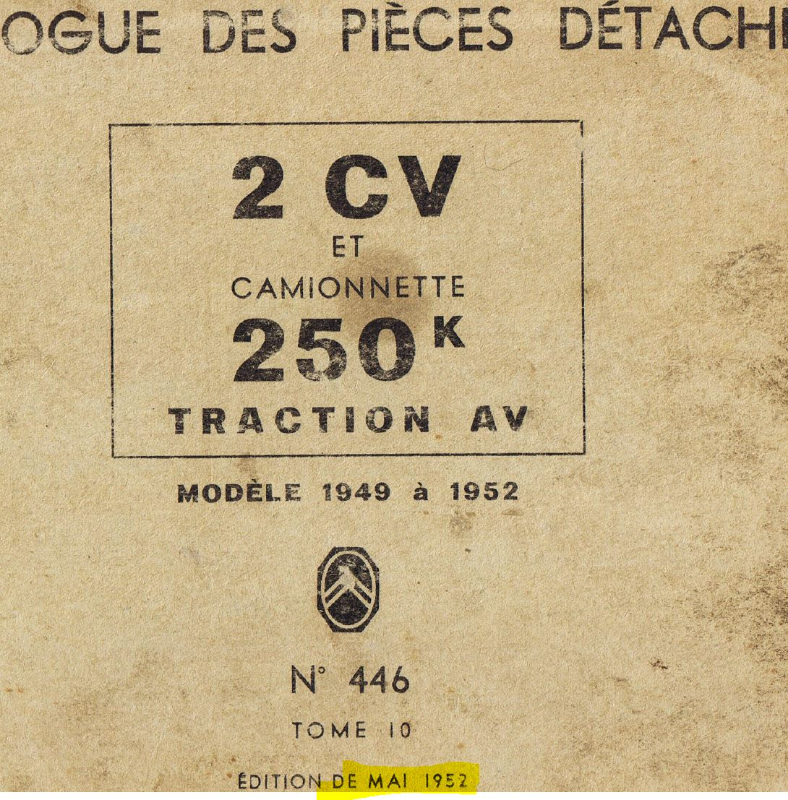 OGUE DES PIÈCES DÉTACHE
2 CV
ET
CAMIONNETTE
250K
TRACTION AV
MODÈLE 1949 à 1952
N° 446
TOME 10
ÉDITION DE MAI 1952